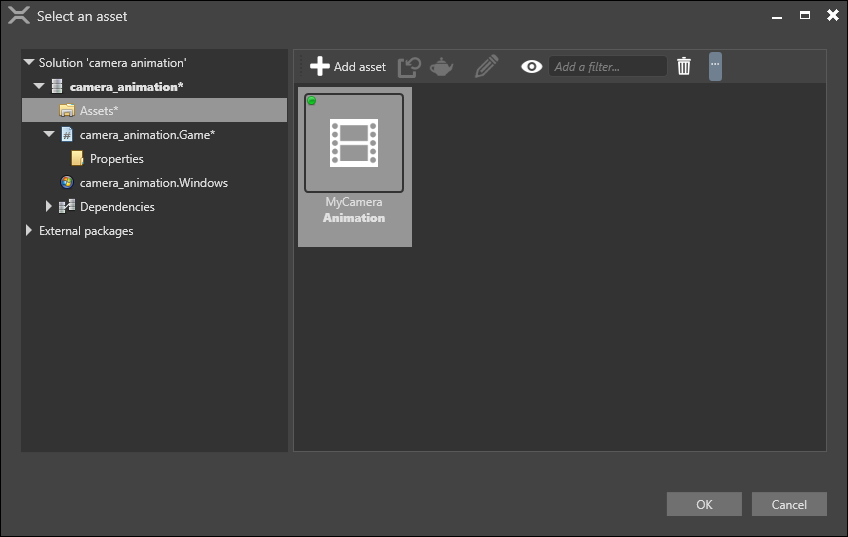 Select an asset
Solution 'camera animation'
camera_animation*
Assets*
camera_animation.Game*
Properties
camera_animation.Windows
Dependencies
External packages
Add asset
Add a filter...
MyCamera
Animation
OK
Cancel